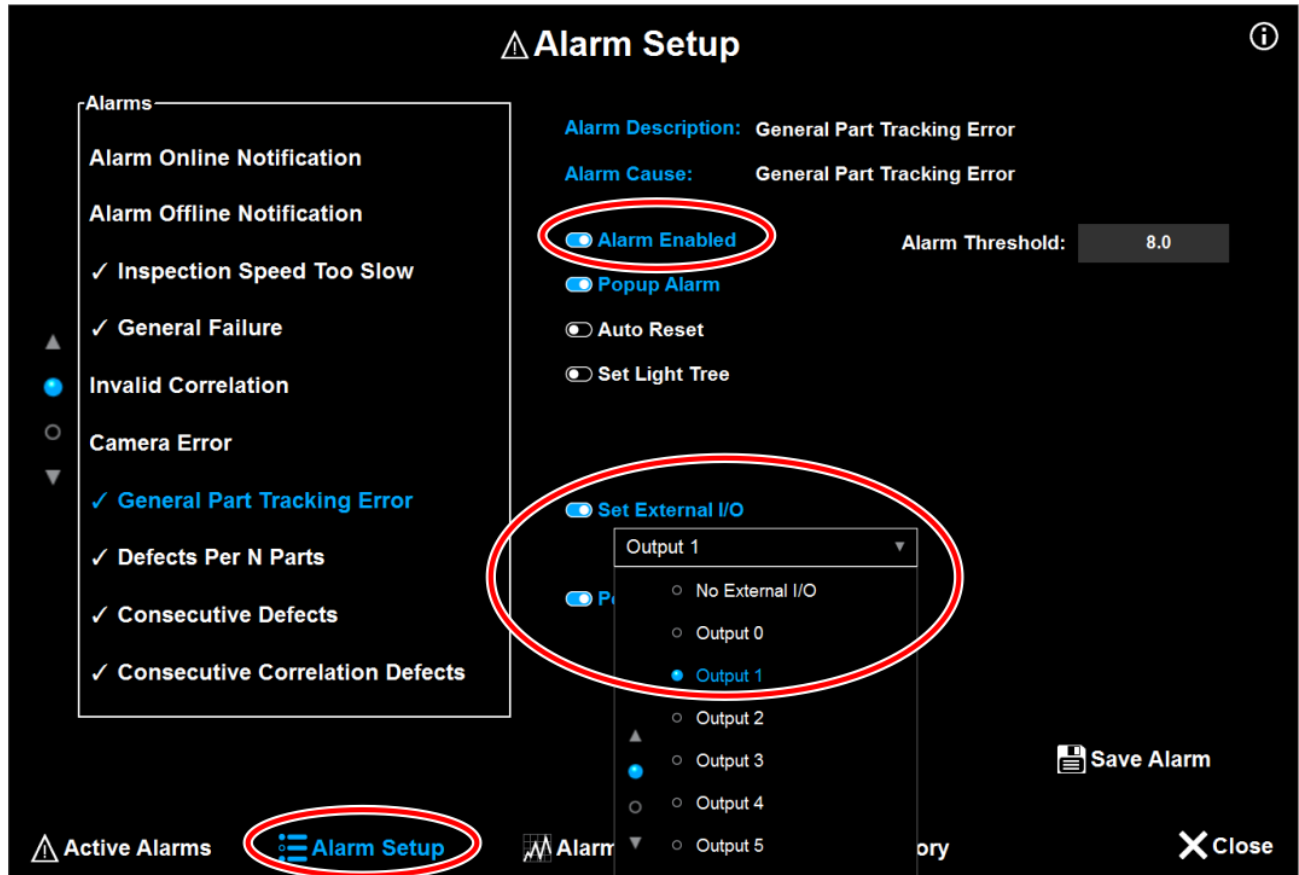 Alarm Setup
Alarms
Alarm Online Notification
Alarm Offline Notification
✓ Inspection Speed Too Slow
✓ General Failure
Invalid Correlation
Camera Error
✓ General Part Tracking Error
✓ Defects Per N Parts
✓ Consecutive Defects
✓ Consecutive Correlation Defects
Alarm Description: General Part Tracking Error
Alarm Cause: General Part Tracking Error
Alarm Enabled
Alarm Threshold: 8.0
Popup Alarm
Auto Reset
Set Light Tree
Set External I/O
Output 1
No External I/O
Output 0
Output 1
Output 2
Output 3
Output 4
Output 5
Save Alarm
Active Alarms
Alarm Setup
Alarm
Close